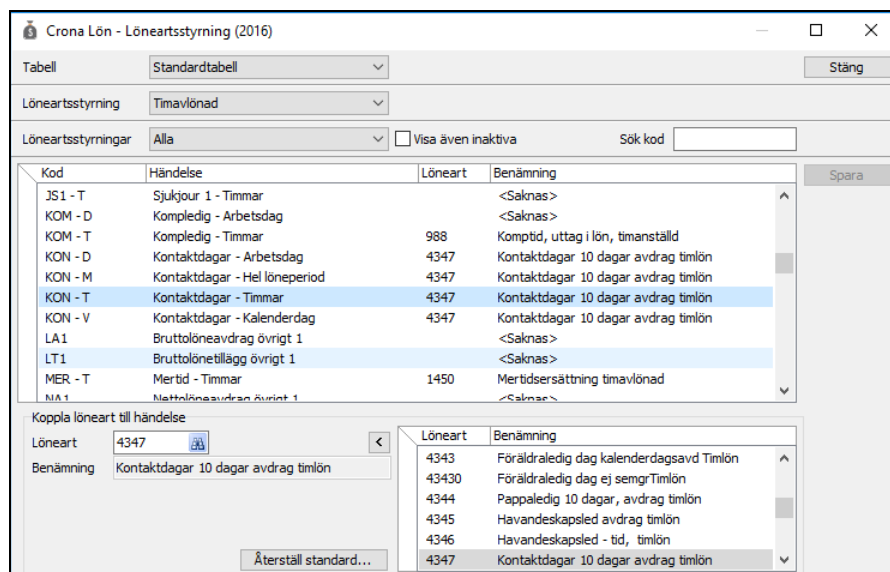 Crona Lön - Löneartsstyrning (2016)
Tabell Standardtabell Stäng
Löneartsstyrning Timavlönad
Löneartsstyrningar Alla Visa även inaktiva Sök kod
Kod Händelse Löneart Benämning Spara
JS1 - T Sjukjour 1 - Timmar <Saknas>
KOM - D Kompledig - Arbetsdag <Saknas>
KOM - T Kompledig - Timmar 988 Komptid, uttag i lön, timanställd
KON - D Kontaktdagar - Arbetsdag 4347 Kontaktdagar 10 dagar avdrag timlön
KON - M Kontaktdagar - Hel löneperiod 4347 Kontaktdagar 10 dagar avdrag timlön
KON - T Kontaktdagar - Timmar 4347 Kontaktdagar 10 dagar avdrag timlön
KON - V Kontaktdagar - Kalenderdag 4347 Kontaktdagar 10 dagar avdrag timlön
LA1 Bruttolöneavdrag övrigt 1 <Saknas>
LT1 Bruttolönetillägg övrigt 1 <Saknas>
MER - T Mertid - Timmar 1450 Mertidsersättning timavlönad
NA1 Nettolöneavdrag övrigt 1 <Saknas>
Koppla löneart till händelse
Löneart 4347 < Löneart Benämning
Benämning Kontaktdagar 10 dagar avdrag timlön
4343 Föräldraledig dag kalenderdagsavd Timlön
43430 Föräldraledig dag ej semgrTimlön
4344 Pappaledig 10 dagar, avdrag timlön
4345 Havandeskapsled avdrag timlön
4346 Havandeskapsled - tid, timlön
Återställ standard... 4347 Kontaktdagar 10 dagar avdrag timlön